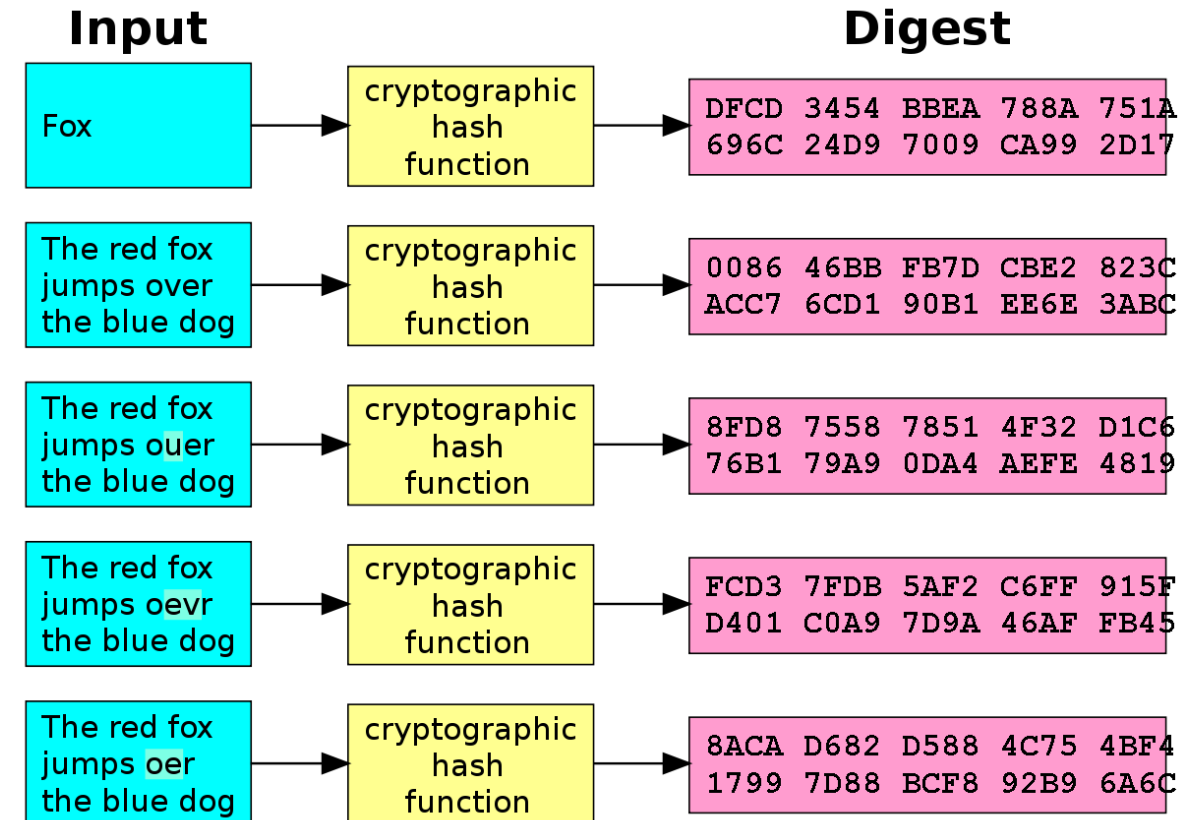 Input
Digest
Fox
cryptographic
hash
function
DFCD 3454 BBEA 788A 751A
696C 24D9 7009 CA99 2D17
The red fox
jumps over
the blue dog
cryptographic
hash
function
0086 46BB FB7D CBE2 823C
ACC7 6CD1 90B1 EE6E 3ABC
The red fox
jumps ouer
the blue dog
cryptographic
hash
function
8FD8 7558 7851 4F32 D1C6
76B1 79A9 0DA4 AEFE 4819
The red fox
jumps oevr
the blue dog
cryptographic
hash
function
FCD3 7FDB 5AF2 C6FF 915F
D401 C0A9 7D9A 46AF FB45
The red fox
jumps oer
the blue dog
cryptographic
hash
function
8ACA D682 D588 4C75 4BF4
1799 7D88 BCF8 92B9 6A6C